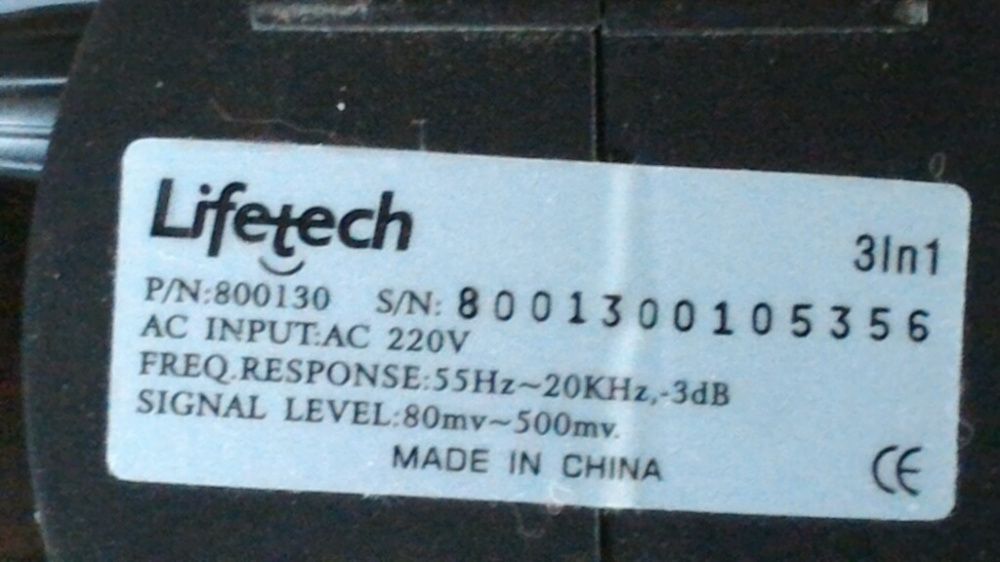 Lifetech
3In1
P/N:800130 S/N: 8001300105356
AC INPUT:AC 220V
FREQ.RESPONSE:55Hz~20KHz,-3dB
SIGNAL LEVEL:80mv~500mv.
MADE IN CHINA
CE